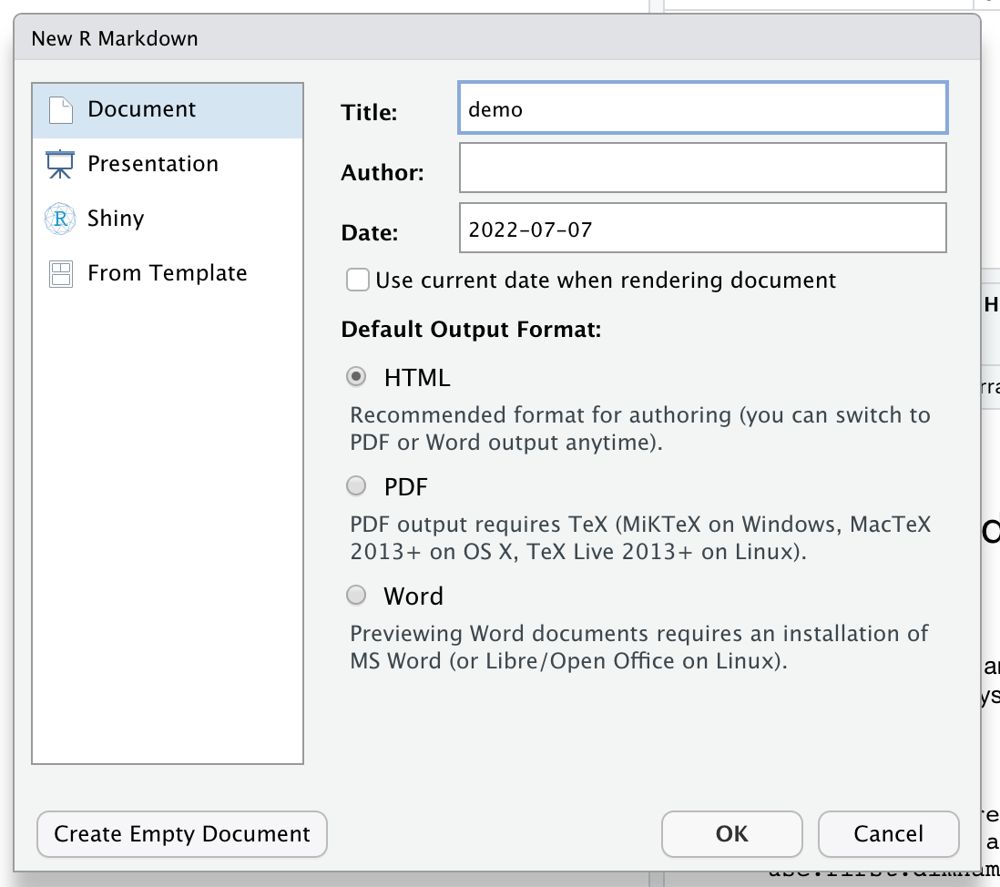 New R Markdown
Document
Presentation
Shiny
From Template
Title:
demo
Author:
Date:
2022-07-07
Use current date when rendering document
Default Output Format:
HTML
Recommended format for authoring (you can switch to
PDF or Word output anytime).
PDF
PDF output requires TeX (MiKTeX on Windows, MacTeX
2013+ on OS X, TeX Live 2013+ on Linux).
Word
Previewing Word documents requires an installation of
MS Word (or Libre/Open Office on Linux).
Create Empty Document
OK
Cancel